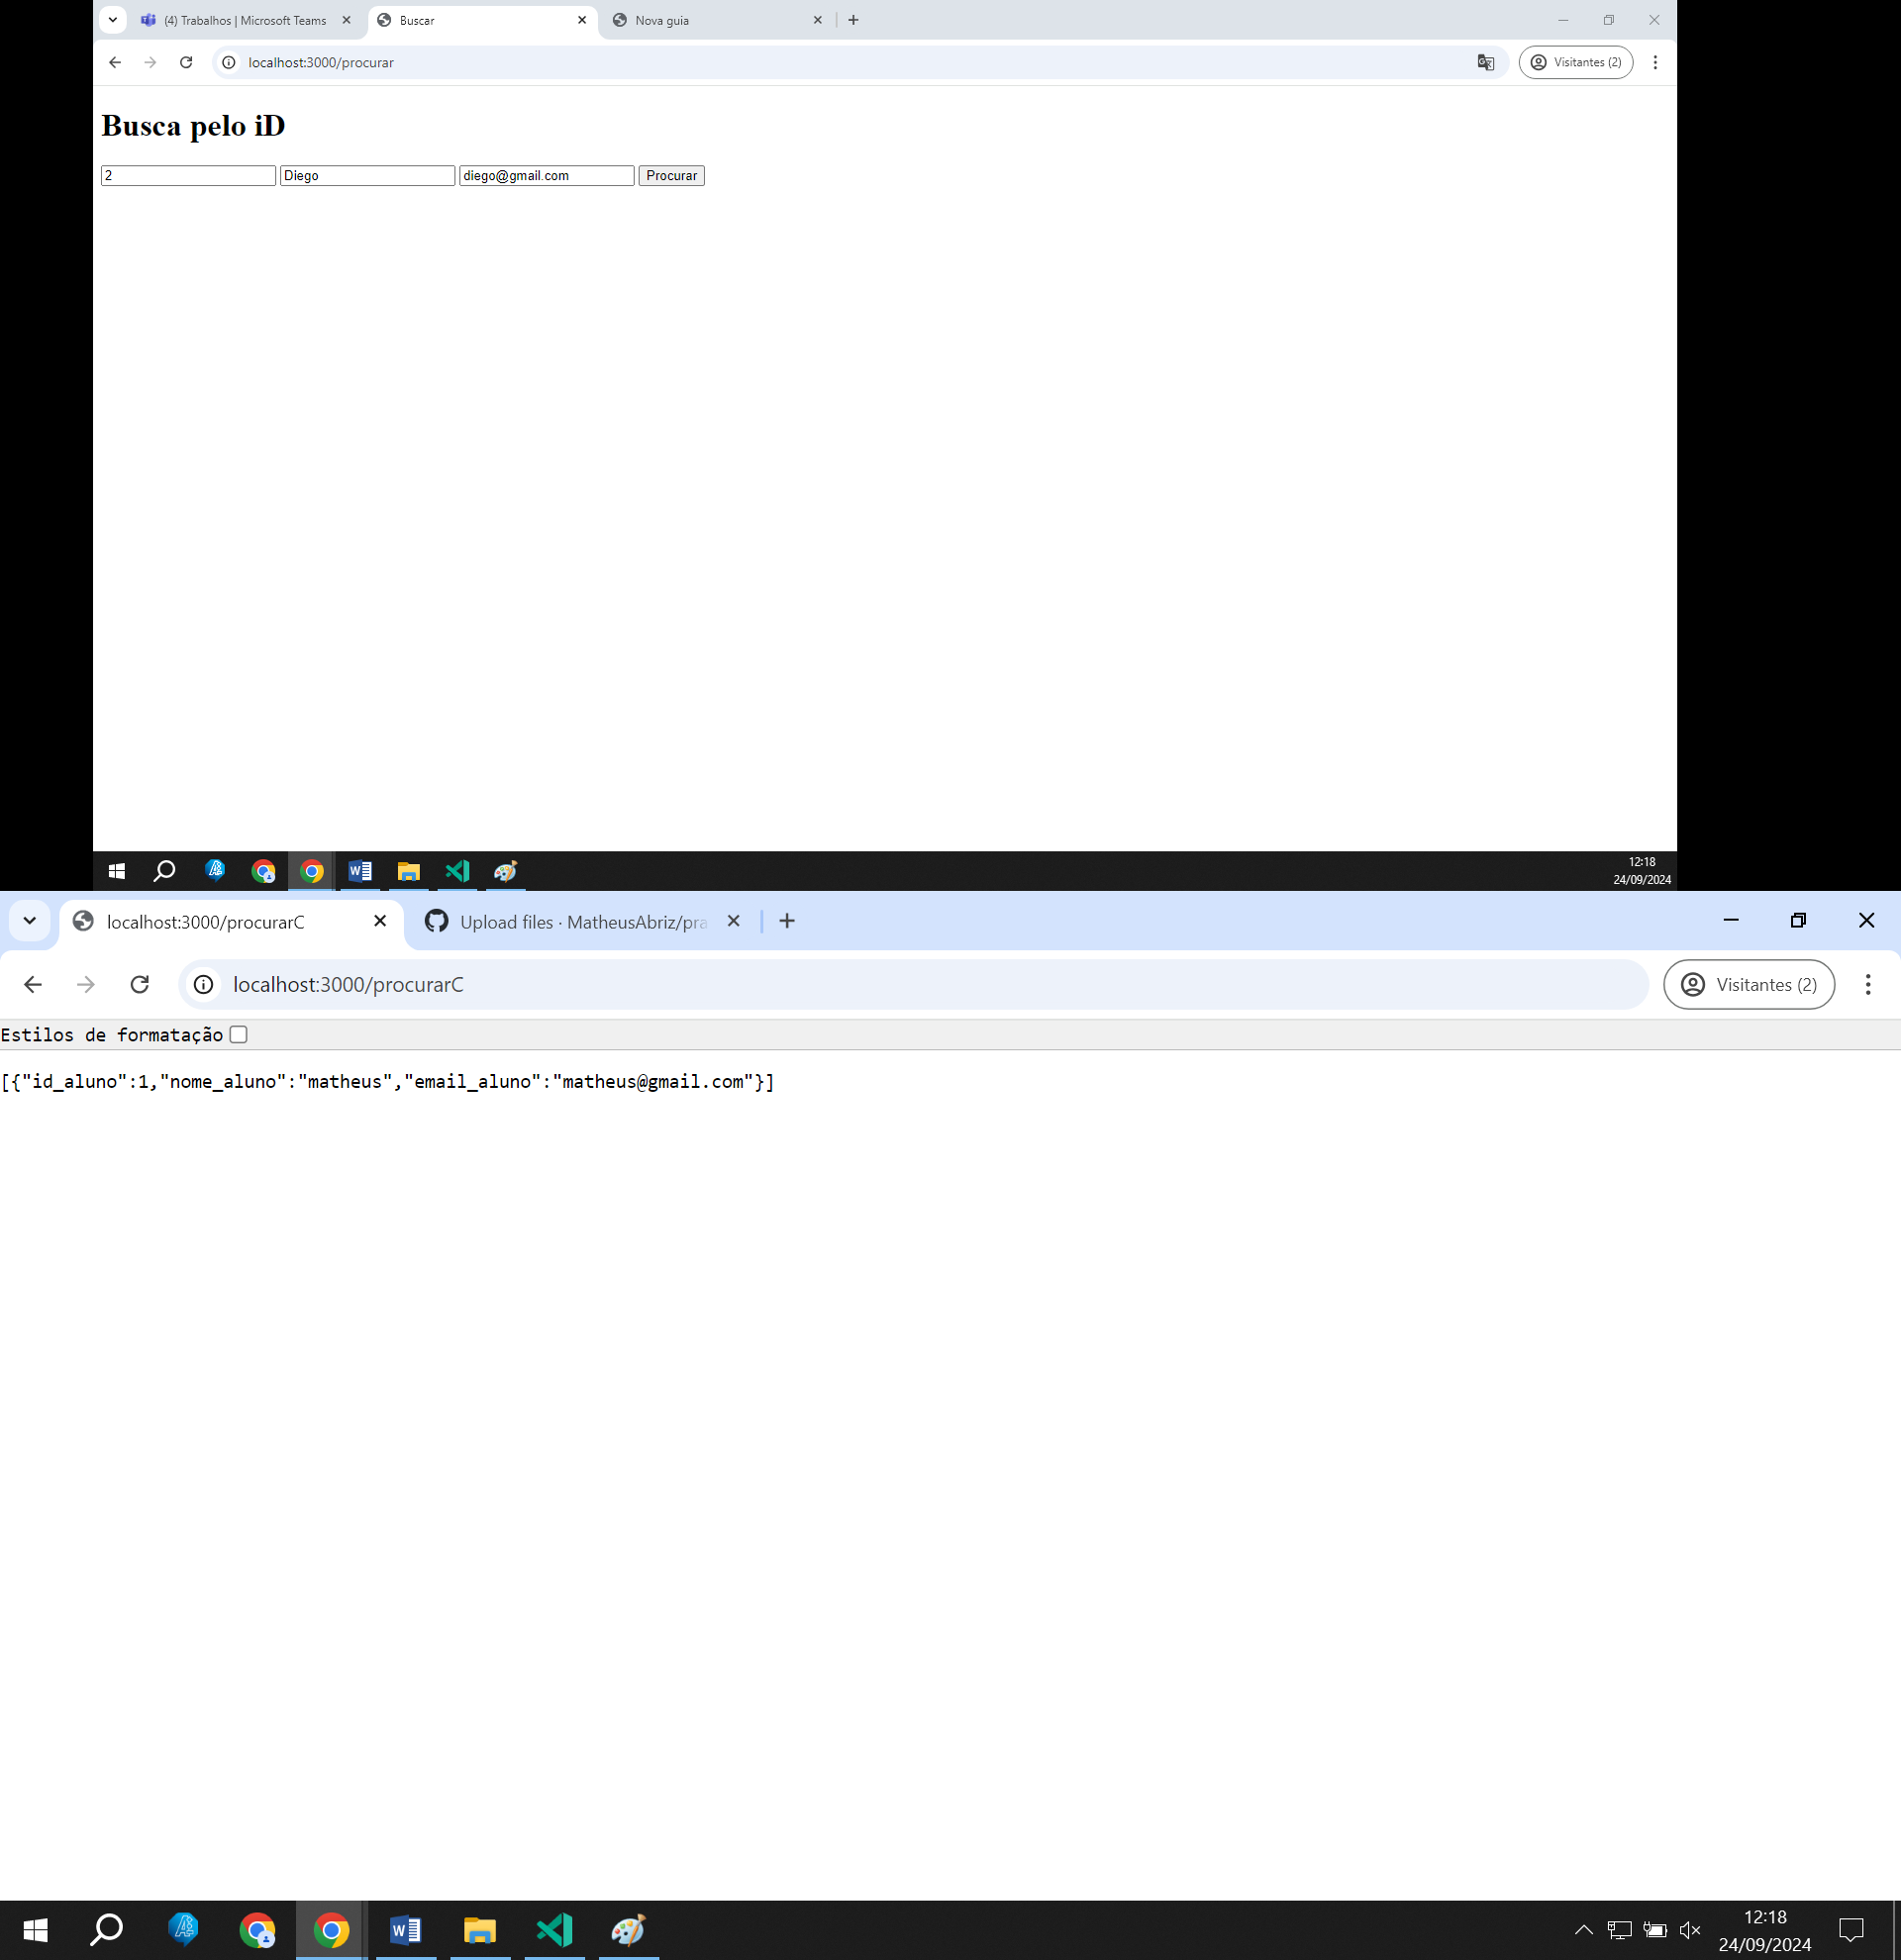 (4) Trabalhos | Microsoft Teams
Buscar
Nova guia
localhost:3000/procurar
Visitantes (2)
Busca pelo iD
2 Diego diego@gmail.com Procurar
12:18
24/09/2024
localhost:3000/procurarC
Upload files · MatheusAbriz/pra
localhost:3000/procurarC
Visitantes (2)
Estilos de formatação
[{"id_aluno":1,"nome_aluno":"matheus","email_aluno":"matheus@gmail.com"}]
12:18
24/09/2024